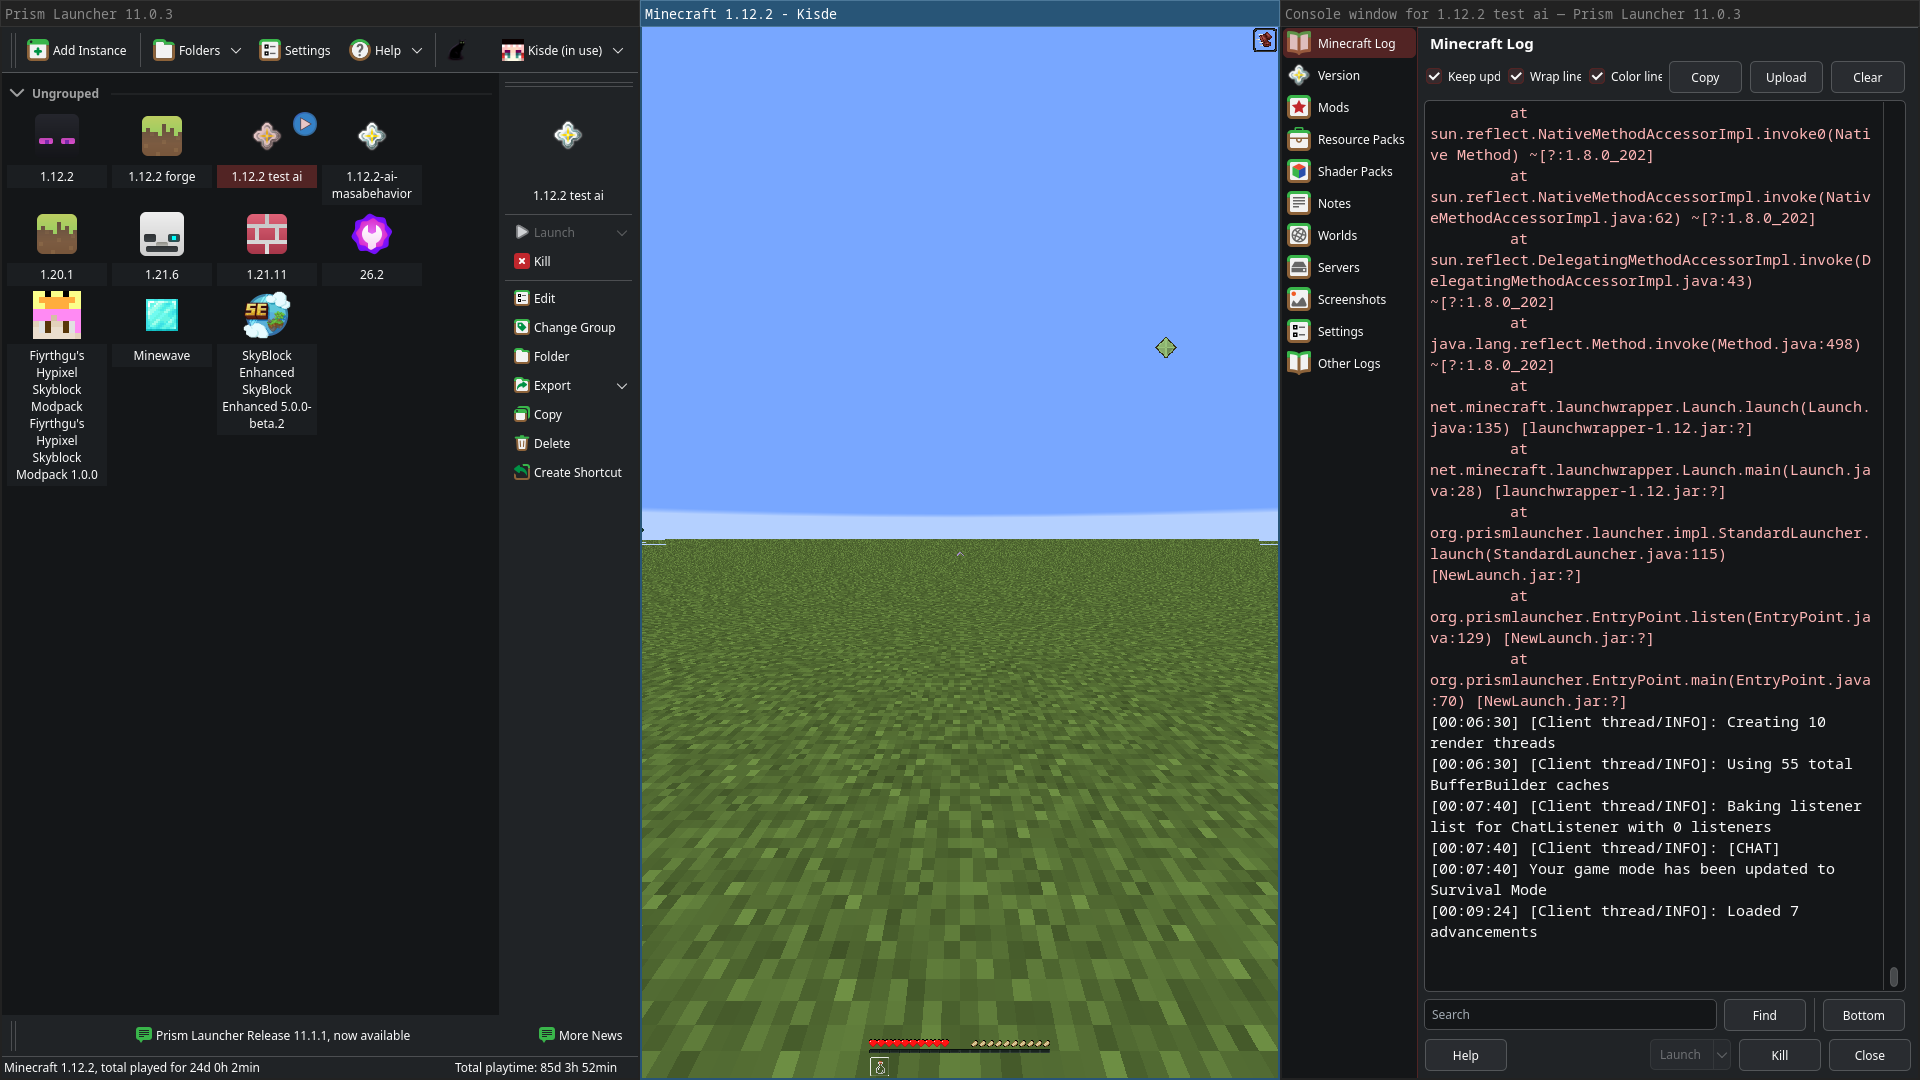 Prism Launcher 11.0.3
Add Instance
Folders
Settings
Help
Kisde (in use)
Ungrouped
1.12.2
1.12.2 forge
1.12.2 test ai
1.12.2-ai-
masabehavior
1.20.1
1.21.6
1.21.11
26.2
Fiyrthgu's
Hypixel
Skyblock
Modpack
Fiyrthgu's
Hypixel
Skyblock
Modpack 1.0.0
Minewave
SkyBlock
Enhanced
SkyBlock
Enhanced 5.0.0-
beta.2
1.12.2 test ai
Launch
Kill
Edit
Change Group
Folder
Export
Copy
Delete
Create Shortcut
Prism Launcher Release 11.1.1, now available
More News
Minecraft 1.12.2, total played for 24d 0h 2min
Total playtime: 85d 3h 52min
Minecraft 1.12.2 - Kisde
Console window for 1.12.2 test ai — Prism Launcher 11.0.3
Minecraft Log
Version
Mods
Resource Packs
Shader Packs
Notes
Worlds
Servers
Screenshots
Settings
Other Logs
Minecraft Log
Keep upd
Wrap line
Color line
Copy
Upload
Clear
at
sun.reflect.NativeMethodAccessorImpl.invoke0(Nati
ve Method) ~[?:1.8.0_202]
at
sun.reflect.NativeMethodAccessorImpl.invoke(Nativ
eMethodAccessorImpl.java:62) ~[?:1.8.0_202]
at
sun.reflect.DelegatingMethodAccessorImpl.invoke(D
elegatingMethodAccessorImpl.java:43)
~[?:1.8.0_202]
at
java.lang.reflect.Method.invoke(Method.java:498)
~[?:1.8.0_202]
at
net.minecraft.launchwrapper.Launch.launch(Launch.
java:135) [launchwrapper-1.12.jar:?]
at
net.minecraft.launchwrapper.Launch.main(Launch.ja
va:28) [launchwrapper-1.12.jar:?]
at
org.prismlauncher.launcher.impl.StandardLauncher.
launch(StandardLauncher.java:115)
[NewLaunch.jar:?]
at
org.prismlauncher.EntryPoint.listen(EntryPoint.ja
va:129) [NewLaunch.jar:?]
at
org.prismlauncher.EntryPoint.main(EntryPoint.java
:70) [NewLaunch.jar:?]
[00:06:30] [Client thread/INFO]: Creating 10
render threads
[00:06:30] [Client thread/INFO]: Using 55 total
BufferBuilder caches
[00:07:40] [Client thread/INFO]: Baking listener
list for ChatListener with 0 listeners
[00:07:40] [Client thread/INFO]: [CHAT]
[00:07:40] Your game mode has been updated to
Survival Mode
[00:09:24] [Client thread/INFO]: Loaded 7
advancements
Search
Find
Bottom
Help
Launch
Kill
Close